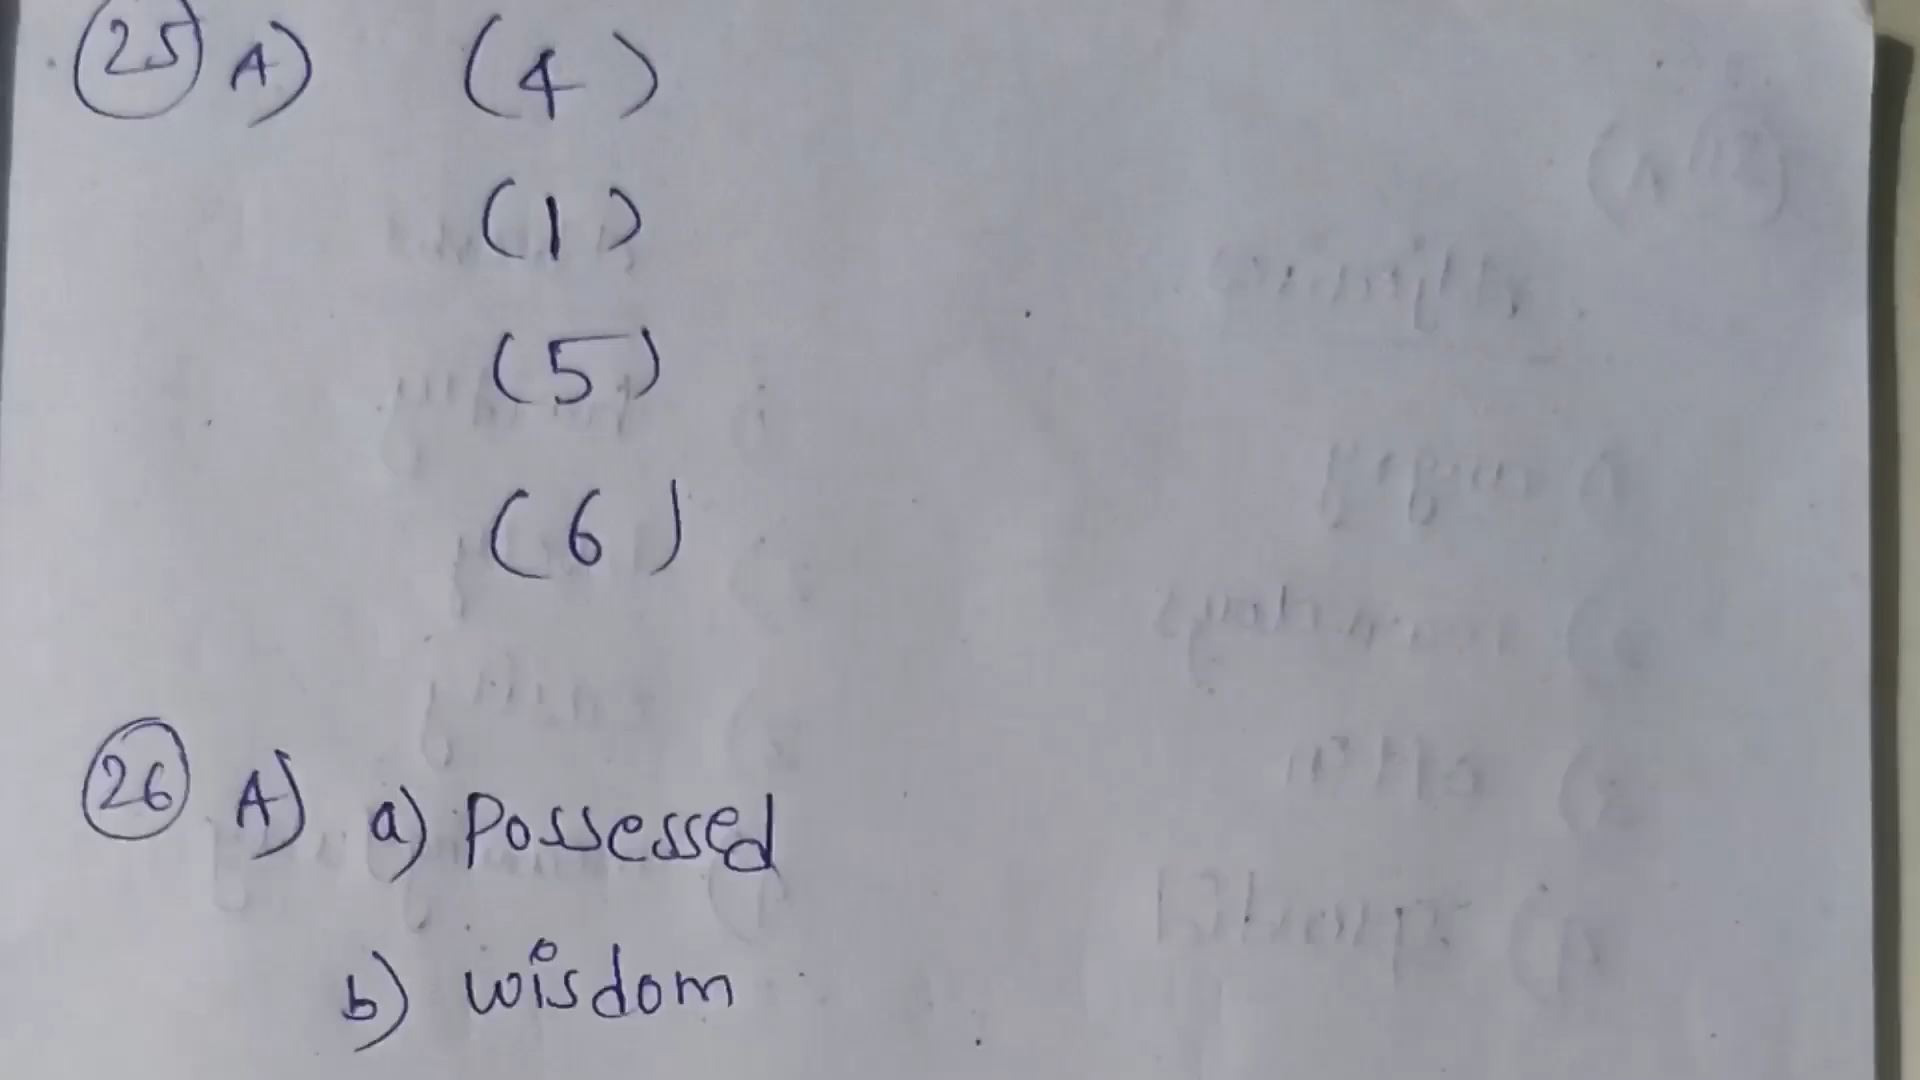 25 A) (4)
(1)
(5)
(6)
26 A) a) Possessed
b) wisdom